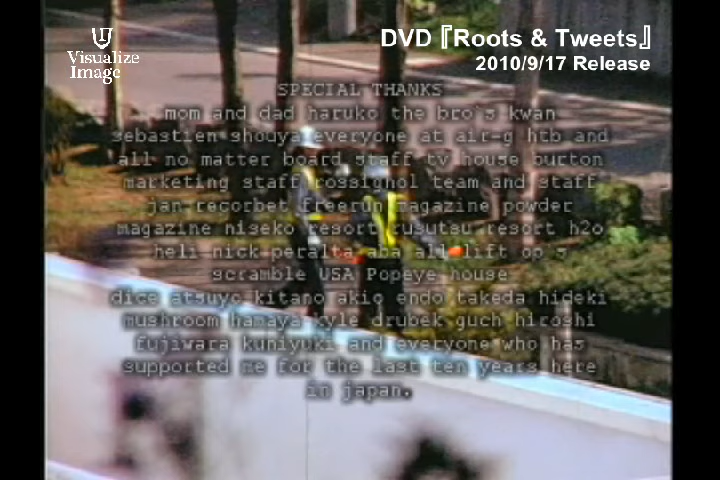 Visualize
Image
DVD『Roots & Tweets』
2010/9/17 Release
SPECIAL THANKS
mom and dad haruko the bro's kwan
sebastien shouya everyone at air-g htb and
all no matter board staff tv house burton
marketing staff rossignol team and staff
jan recorbet freerun magazine powder
magazine niseko resort rusutsu resort h2o
heli nick peralta aba all lift op's
scramble USA Popeye house
dice atsuyo kitano akio endo takeda hideki
mushroom hamaya kyle drubek guch hiroshi
fujiwara kuniyuki and everyone who has
supported me for the last ten years here
in japan.